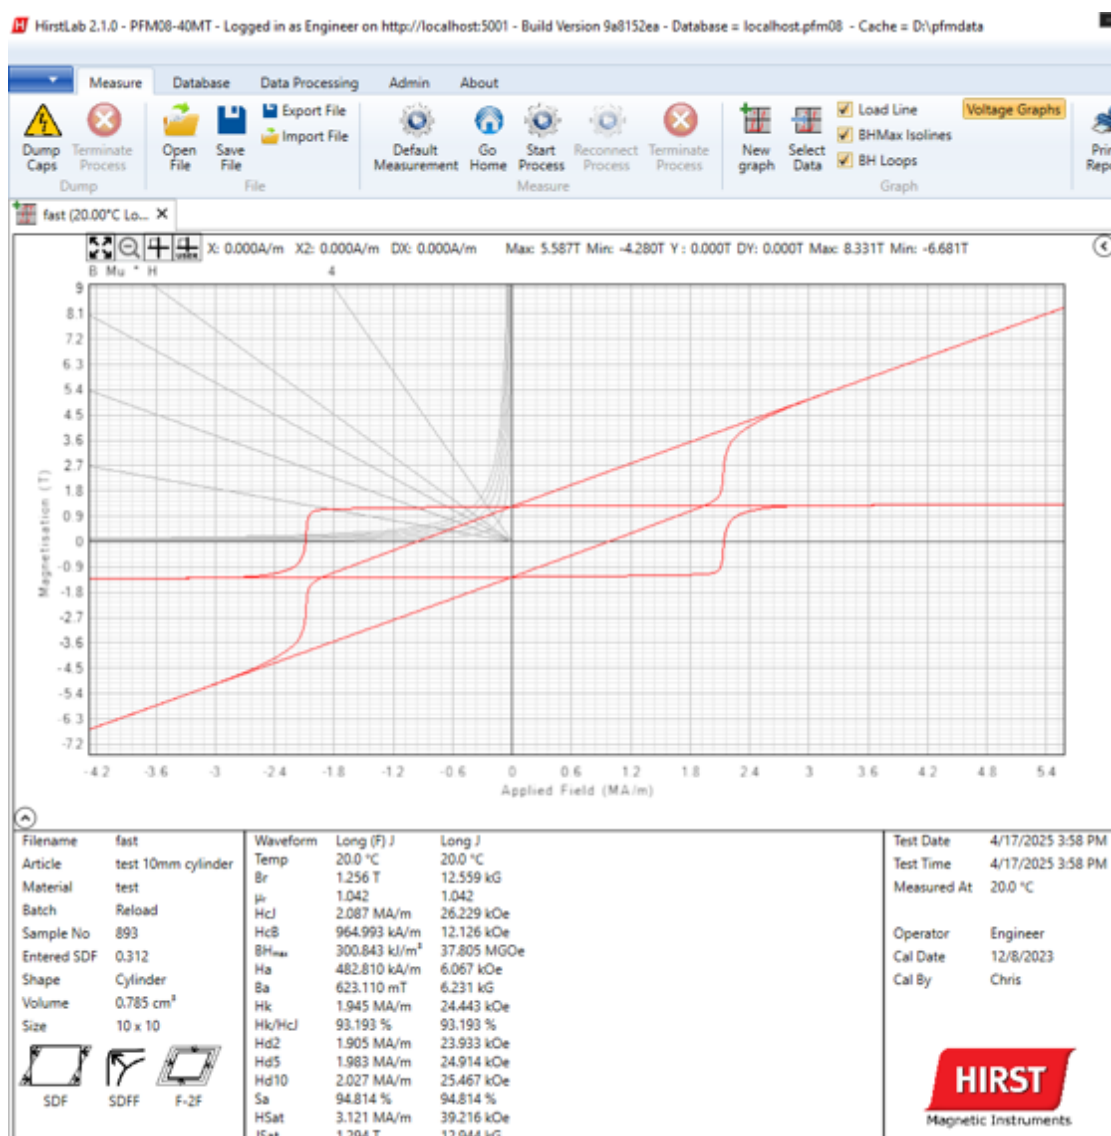 HirstLab 2.1.0 - PFM08-40MT - Logged in as Engineer on http://localhost:5001 - Build Version 9a8152ea - Database = localhost.pfm08 - Cache = D:\pfmdata
Measure Database Data Processing Admin About
Dump Caps
Terminate Process
Dump
Open File
Save File
Export File
Import File
File
Default Measurement
Go Home
Start Process
Reconnect Process
Terminate Process
Measure
New graph
Select Data
Load Line
BHMax Isolines
BH Loops
Voltage Graphs
Graph
fast (20.00°C Lo...
X: 0.000A/m X2: 0.000A/m DX: 0.000A/m Max: 5.587T Min: -4.280T Y : 0.000T DY: 0.000T Max: 8.331T Min: -6.681T
B Mu * H 4
9
8.1
7.2
6.3
5.4
4.5
3.6
2.7
1.8
0.9
0
-0.9
-1.8
-2.7
-3.6
-4.5
-5.4
-6.3
-7.2
Magnetisation (T)
-4.2 -3.6 -3 -2.4 -1.8 -1.2 -0.6 0 0.6 1.2 1.8 2.4 3 3.6 4.2 4.8 5.4
Applied Field (MA/m)
Filename fast
Article test 10mm cylinder
Material test
Batch Reload
Sample No 893
Entered SDF 0.312
Shape Cylinder
Volume 0.785 cm³
Size 10 x 10
SDF SDFF F-2F
Waveform Long (F) J Long J
Temp 20.0 °C 20.0 °C
Br 1.256 T 12.559 kG
μr 1.042 1.042
HcJ 2.087 MA/m 26.229 kOe
HcB 964.993 kA/m 12.126 kOe
BHmax 300.843 kJ/m³ 37.805 MGOe
Ha 482.810 kA/m 6.067 kOe
Ba 623.110 mT 6.231 kG
Hk 1.945 MA/m 24.443 kOe
Hk/HcJ 93.193 % 93.193 %
Hd2 1.905 MA/m 23.933 kOe
Hd5 1.983 MA/m 24.914 kOe
Hd10 2.027 MA/m 25.467 kOe
Sa 94.814 % 94.814 %
HSat 3.121 MA/m 39.216 kOe
JSat 1.294 T 12.944 kG
Test Date 4/17/2025 3:58 PM
Test Time 4/17/2025 3:58 PM
Measured At 20.0 °C
Operator Engineer
Cal Date 12/8/2023
Cal By Chris
HIRST
Magnetic Instruments